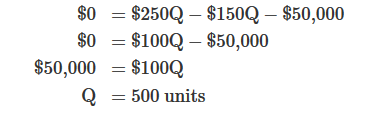 $0 = $250Q – $150Q – $50,000
$0 = $100Q – $50,000
$50,000 = $100Q
Q = 500 units